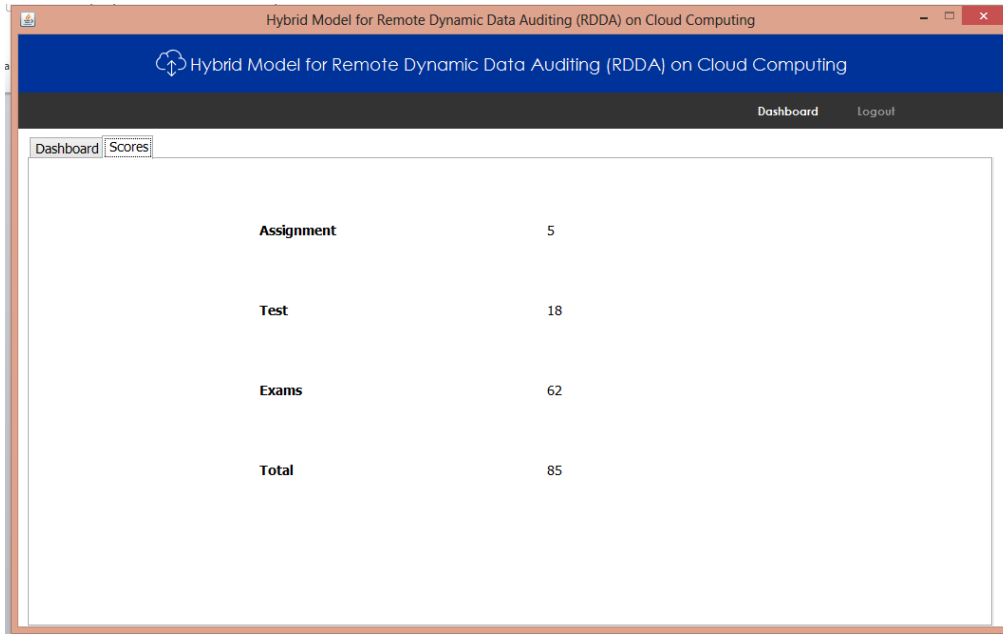 Hybrid Model for Remote Dynamic Data Auditing (RDDA) on Cloud Computing
Hybrid Model for Remote Dynamic Data Auditing (RDDA) on Cloud Computing
Dashboard Logout
Dashboard Scores
Assignment 5
Test 18
Exams 62
Total 85